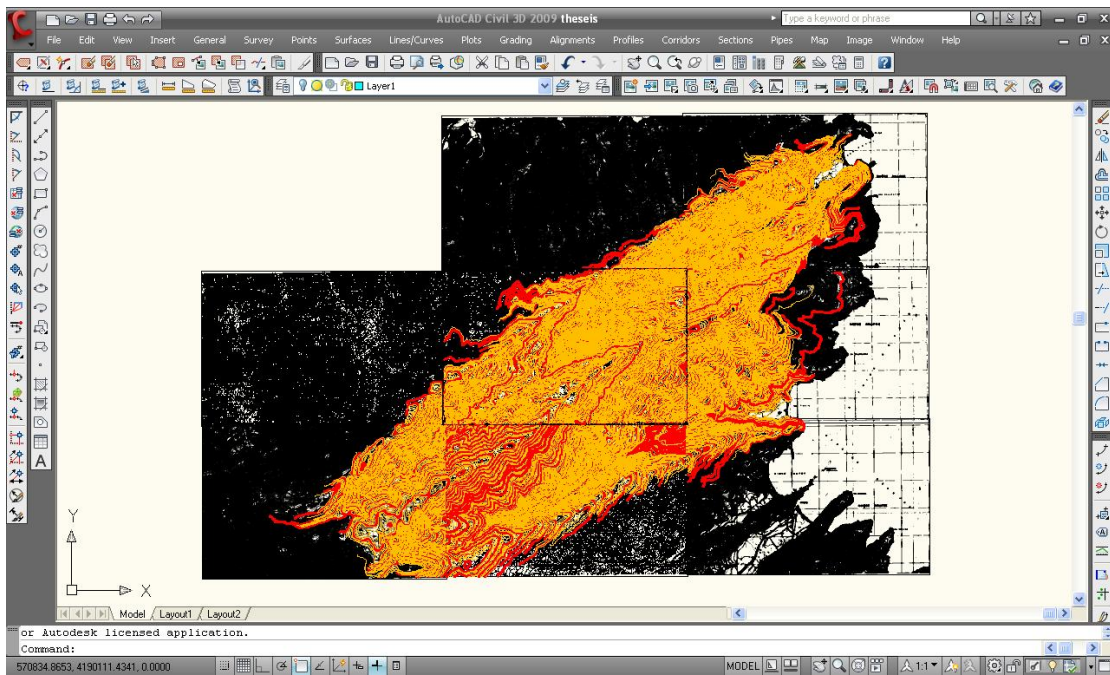 AutoCAD Civil 3D 2009 theseis
Type a keyword or phrase
File Edit View Insert General Survey Points Surfaces Lines/Curves Plots Grading Alignments Profiles Corridors Sections Pipes Map Image Window Help
Layer1
A
Y
X
Model Layout1 Layout2
or Autodesk licensed application.
Command:
570834.8653, 4190111.4341, 0.0000
MODEL
1:1